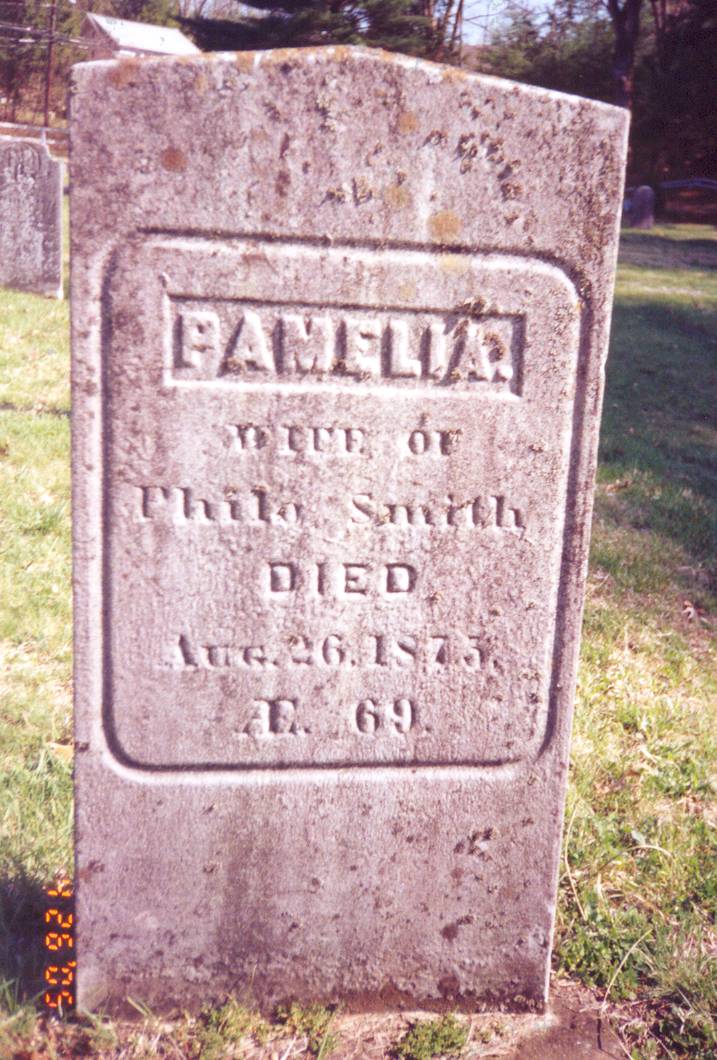 PAMELIA.
WIFE OF
Philo Smith
DIED
Aug. 26. 1875.
Æ. 69.
4 26 '05